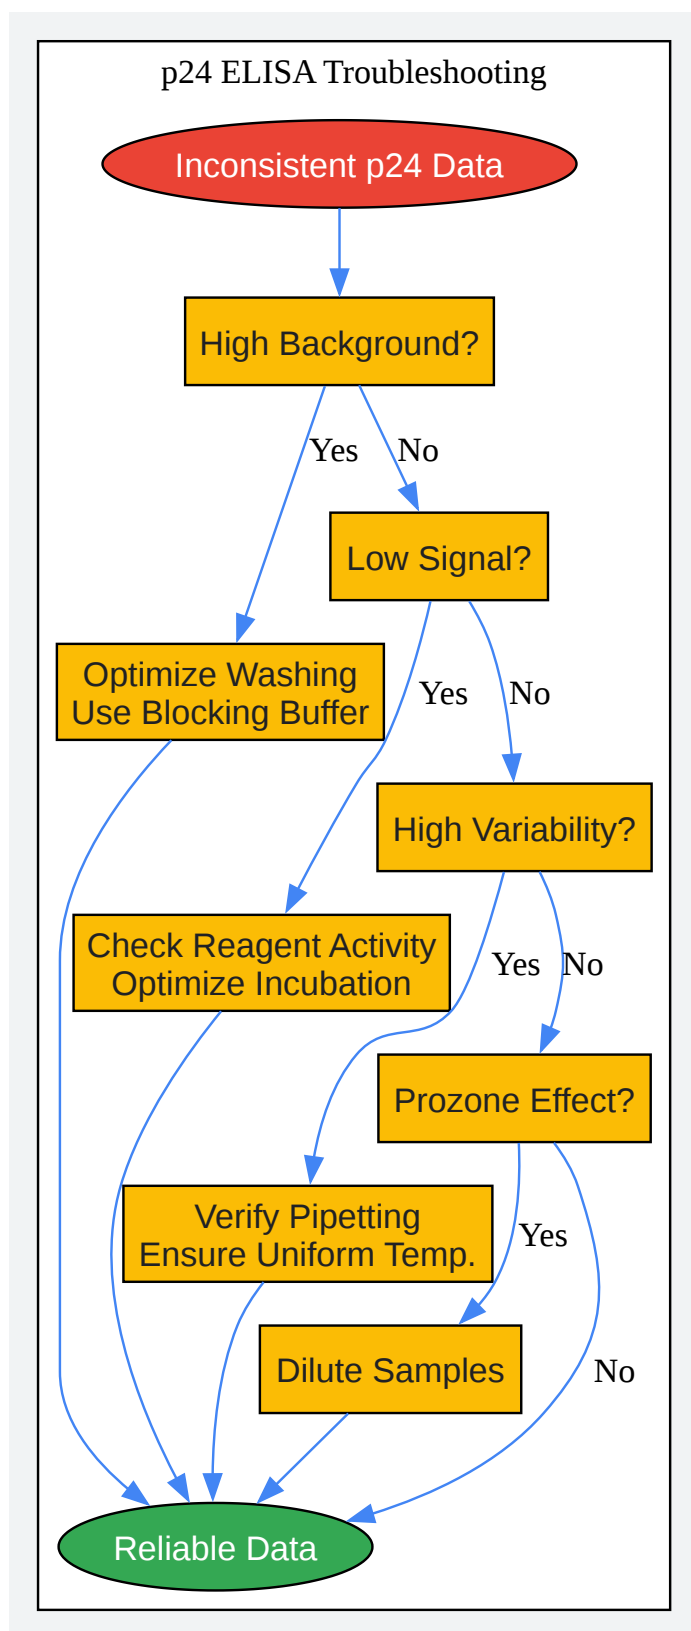 p24 ELISA Troubleshooting
Inconsistent p24 Data
High Background?
Yes
No
Low Signal?
Optimize Washing
Use Blocking Buffer
Yes
No
High Variability?
Check Reagent Activity
Optimize Incubation
Yes
No
Prozone Effect?
Verify Pipetting
Ensure Uniform Temp.
Yes
Dilute Samples
No
Reliable Data